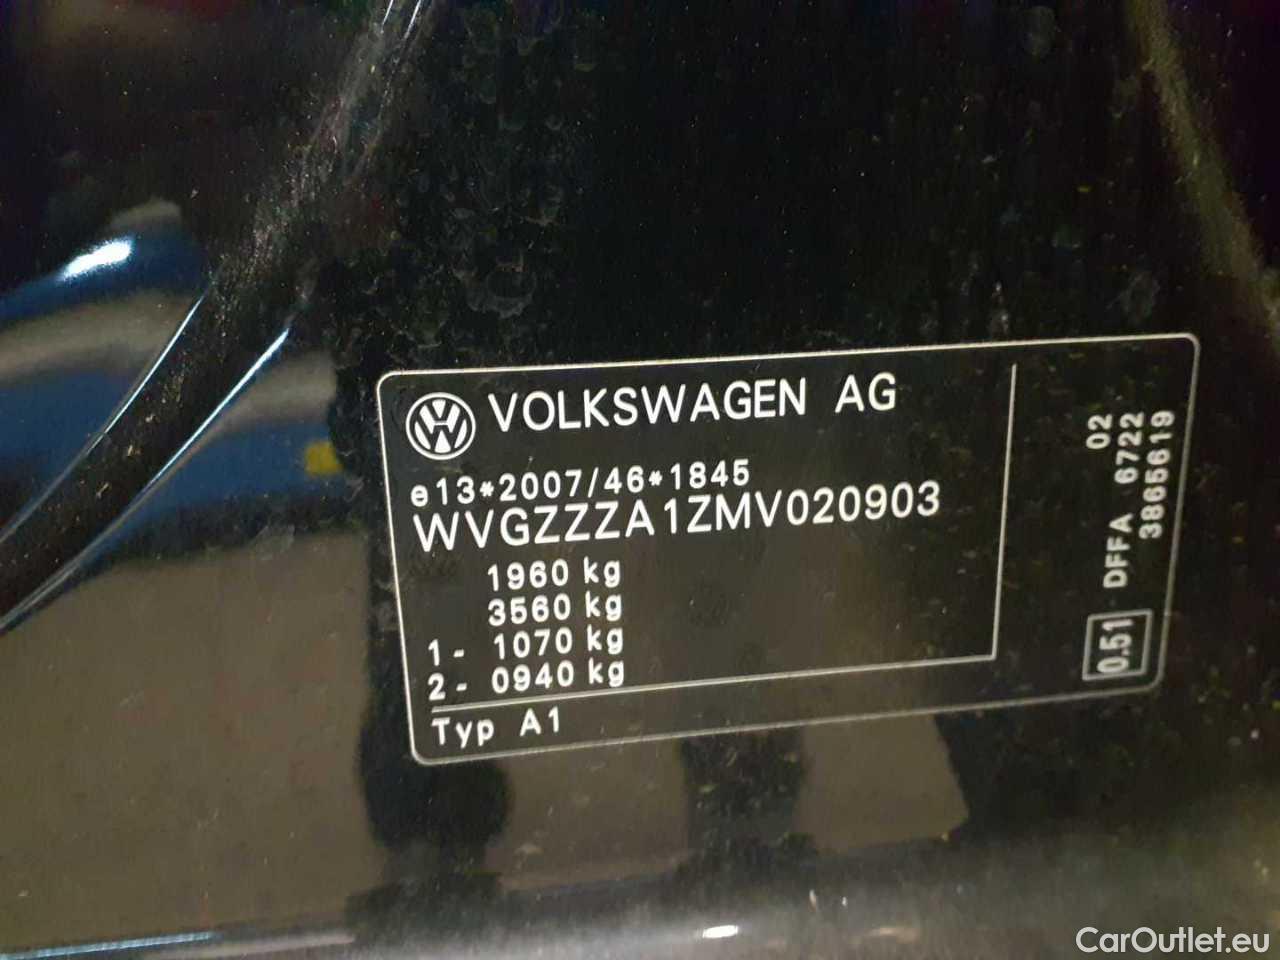 VOLKSWAGEN AG
e13*2007/46*1845
WVGZZZA1ZMV020903
1960 kg
3560 kg
1- 1070 kg
2- 0940 kg
Typ A1
02
DFFA 6722
3865619
0.51
CarOutlet.eu